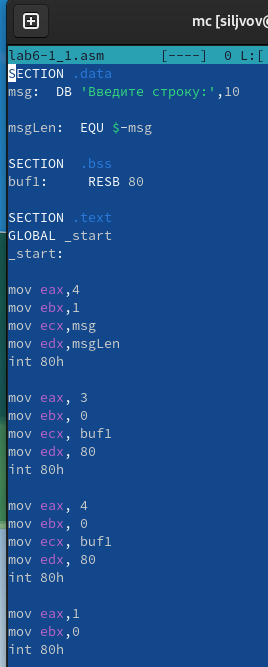 mc [siljvov@
lab6-1_1.asm [----] 0 L:[
SECTION .data
msg: DB 'Введите строку:',10
msgLen: EQU $-msg
SECTION .bss
buf1: RESB 80
SECTION .text
GLOBAL _start
_start:
mov eax,4
mov ebx,1
mov ecx,msg
mov edx,msgLen
int 80h
mov eax, 3
mov ebx, 0
mov ecx, buf1
mov edx, 80
int 80h
mov eax, 4
mov ebx, 0
mov ecx, buf1
mov edx, 80
int 80h
mov eax,1
mov ebx,0
int 80h